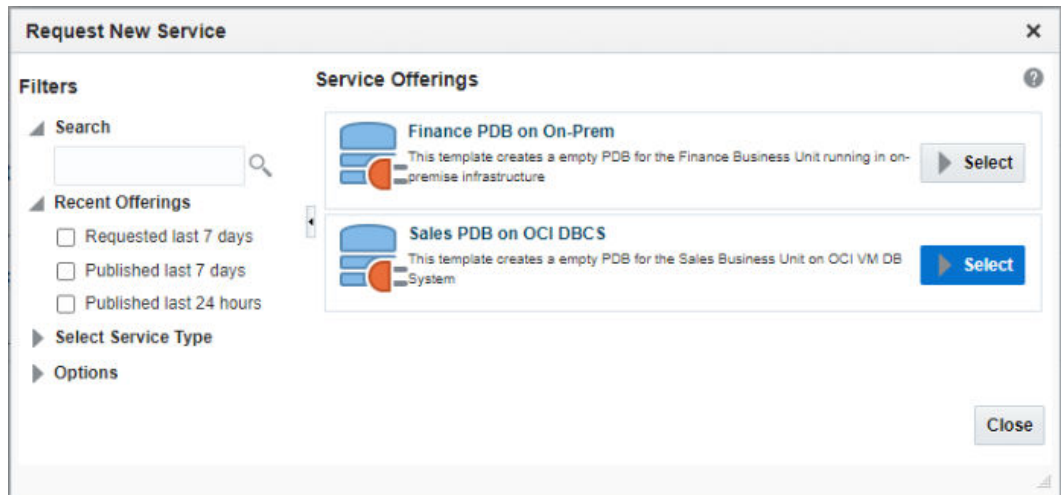 Request New Service
Filters
Search
Recent Offerings
Requested last 7 days
Published last 7 days
Published last 24 hours
Select Service Type
Options
Service Offerings
Finance PDB on On-Prem
This template creates a empty PDB for the Finance Business Unit running in on-
premise infrastructure
Select
Sales PDB on OCI DBCS
This template creates a empty PDB for the Sales Business Unit on OCI VM DB
System
Select
Close